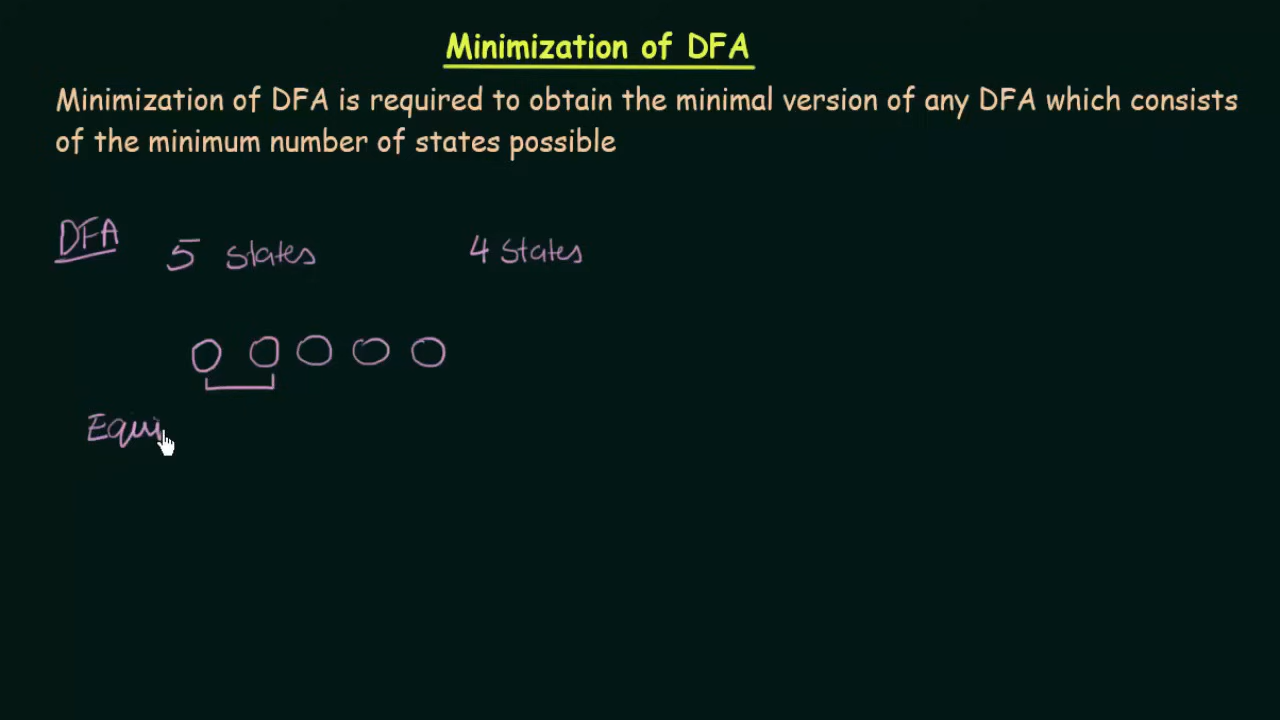 Minimization of DFA
Minimization of DFA is required to obtain the minimal version of any DFA which consists
of the minimum number of states possible
DFA 5 States 4 States
Equi